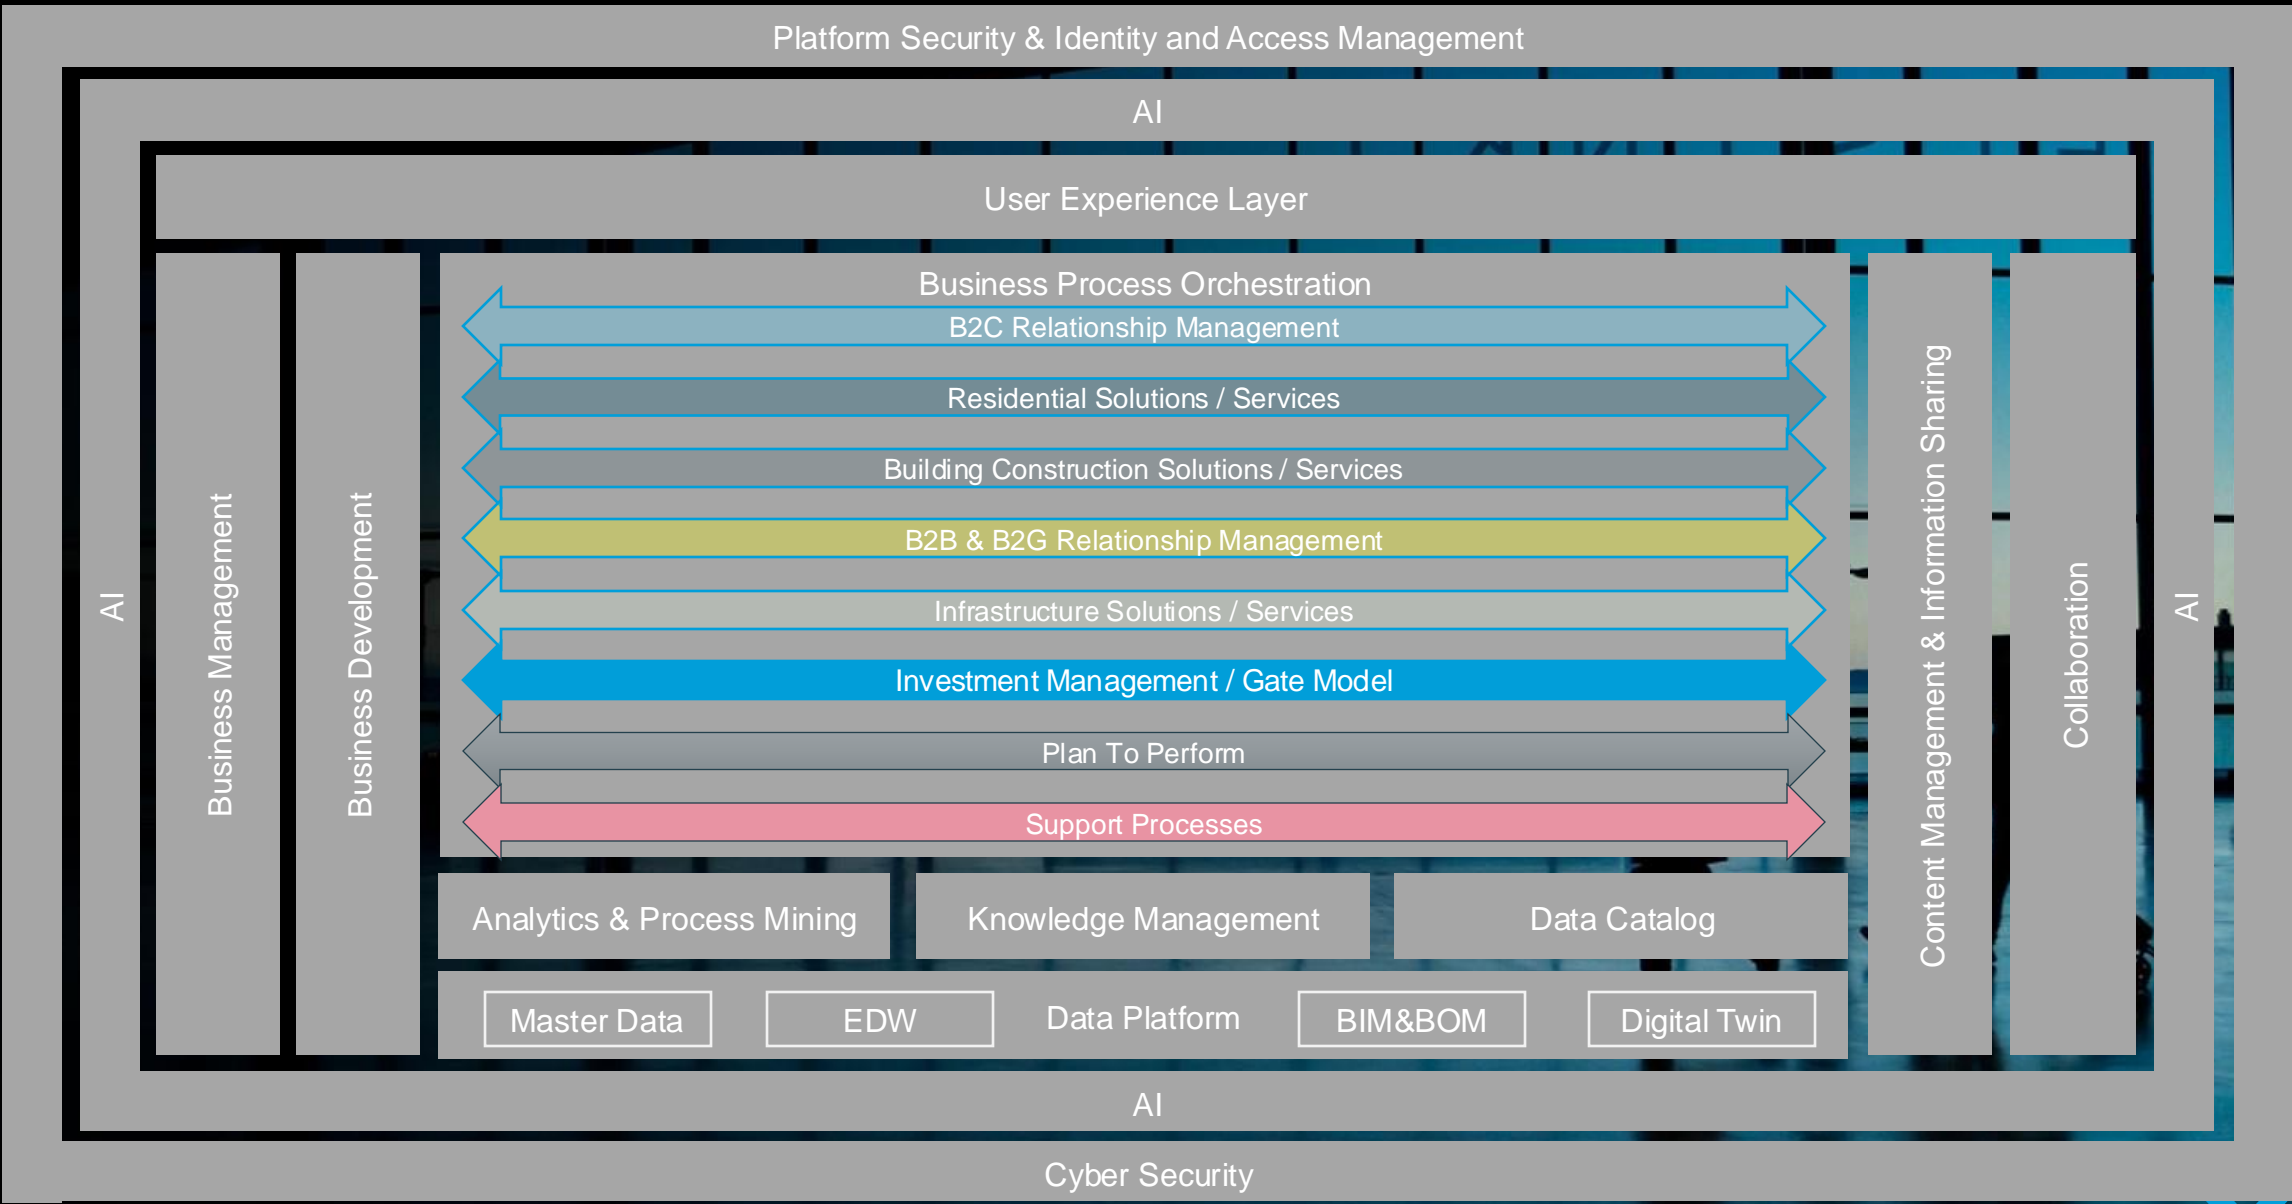 Platform Security & Identity and Access Management
AI
User Experience Layer
AI
Business Management
Business Development
Business Process Orchestration
B2C Relationship Management
Residential Solutions / Services
Building Construction Solutions / Services
B2B & B2G Relationship Management
Infrastructure Solutions / Services
Investment Management / Gate Model
Plan To Perform
Support Processes
Content Management & Information Sharing
Collaboration
AI
Analytics & Process Mining
Knowledge Management
Data Catalog
Master Data
EDW
Data Platform
BIM&BOM
Digital Twin
AI
Cyber Security